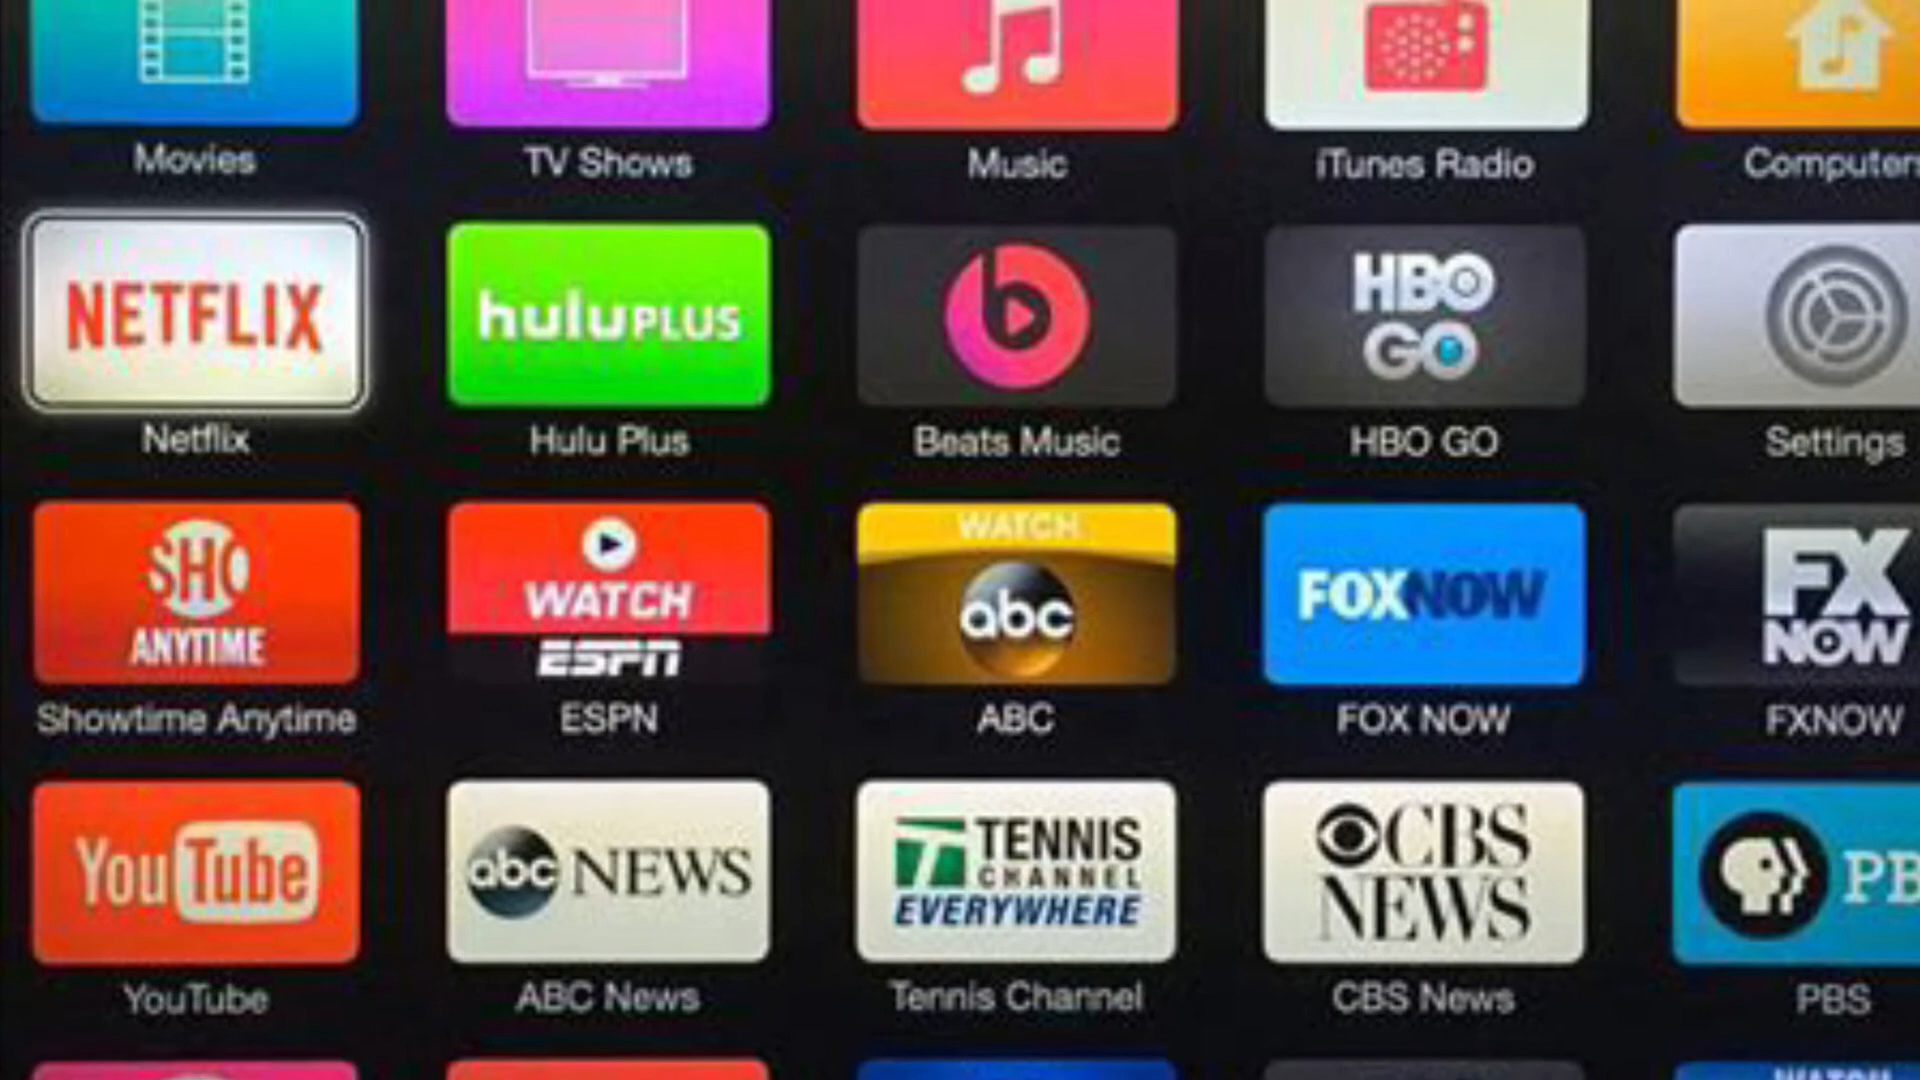 Movies
TV Shows
Music
iTunes Radio
Computers
NETFLIX
huluPLUS
b
HBO
GO
Netflix
Hulu Plus
Beats Music
HBO GO
Settings
SHO
ANYTIME
WATCH
ESPN
WATCH
abc
FOXNOW
FX
NOW
Showtime Anytime
ESPN
ABC
FOX NOW
FXNOW
YouTube
abc NEWS
TENNIS
CHANNEL
EVERYWHERE
CBS
NEWS
PB
YouTube
ABC News
Tennis Channel
CBS News
PBS
WATCH